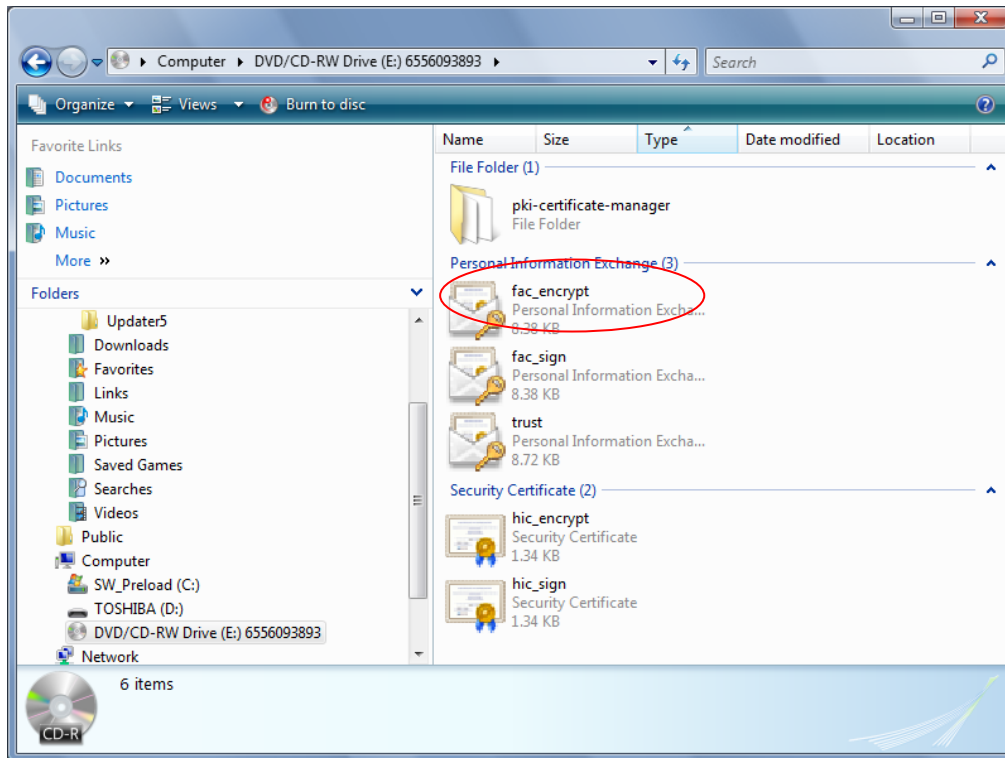 Computer DVD/CD-RW Drive (E:) 6556093893
Search
Organize Views Burn to disc
Favorite Links
Documents
Pictures
Music
More »
Folders
Updater5
Downloads
Favorites
Links
Music
Pictures
Saved Games
Searches
Videos
Public
Computer
SW_Preload (C:)
TOSHIBA (D:)
DVD/CD-RW Drive (E:) 6556093893
Network
Name Size Type Date modified Location
File Folder (1)
pki-certificate-manager
File Folder
Personal Information Exchange (3)
fac_encrypt
Personal Information Excha...
8.38 KB
fac_sign
Personal Information Excha...
8.38 KB
trust
Personal Information Excha...
8.72 KB
Security Certificate (2)
hic_encrypt
Security Certificate
1.34 KB
hic_sign
Security Certificate
1.34 KB
6 items
CD-R